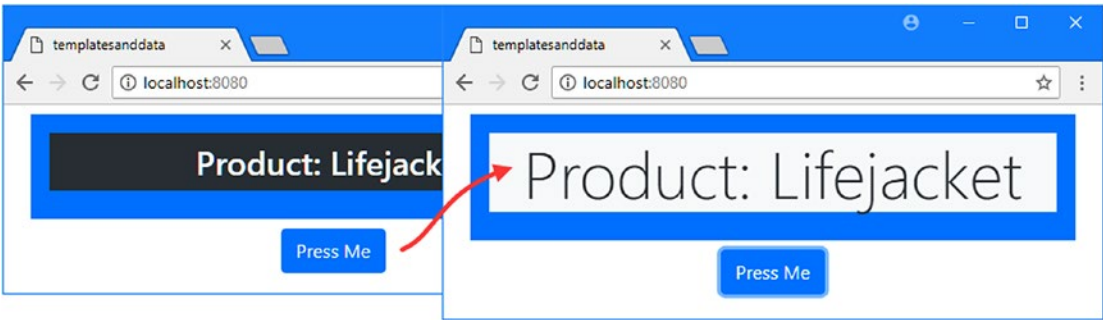 templatesanddata
localhost:8080
Product: Lifejack
Press Me
templatesanddata
localhost:8080
Product: Lifejacket
Press Me